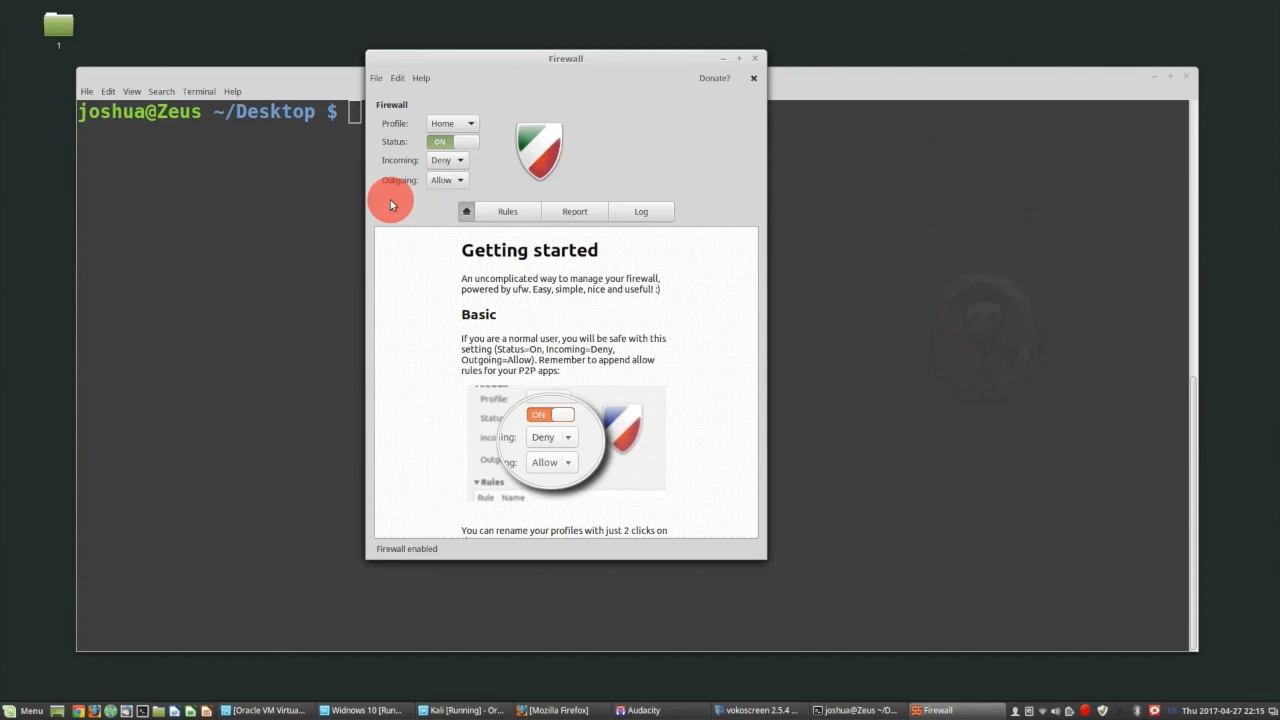 1
Firewall
File Edit Help
Donate?
File Edit View Search Terminal Help
joshua@Zeus ~/Desktop $
Firewall
Profile: Home
Status: ON
Incoming: Deny
Outgoing: Allow
Rules Report Log
Getting started
An uncomplicated way to manage your firewall,
powered by ufw. Easy, simple, nice and useful! :)
Basic
If you are a normal user, you will be safe with this
setting (Status=On, Incoming=Deny,
Outgoing=Allow). Remember to append allow
rules for your P2P apps:
Profile:
ON
ing: Deny
ng: Allow
Rules
Rule Name
You can rename your profiles with just 2 clicks on
Firewall enabled
Menu [Oracle VM Virtua... Widnows 10 [Run... Kali [Running] - Or... [Mozilla Firefox] Audacity vokoscreen 2.5.4 ... joshua@Zeus ~/D... Firewall Thu 2017-04-27 22:15